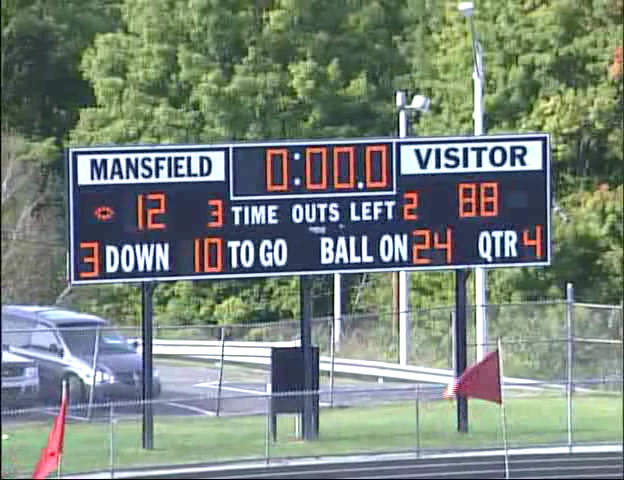 MANSFIELD 0:00.0 VISITOR
12 3 TIME OUTS LEFT 2 88
3 DOWN 10 TO GO BALL ON 24 QTR 4